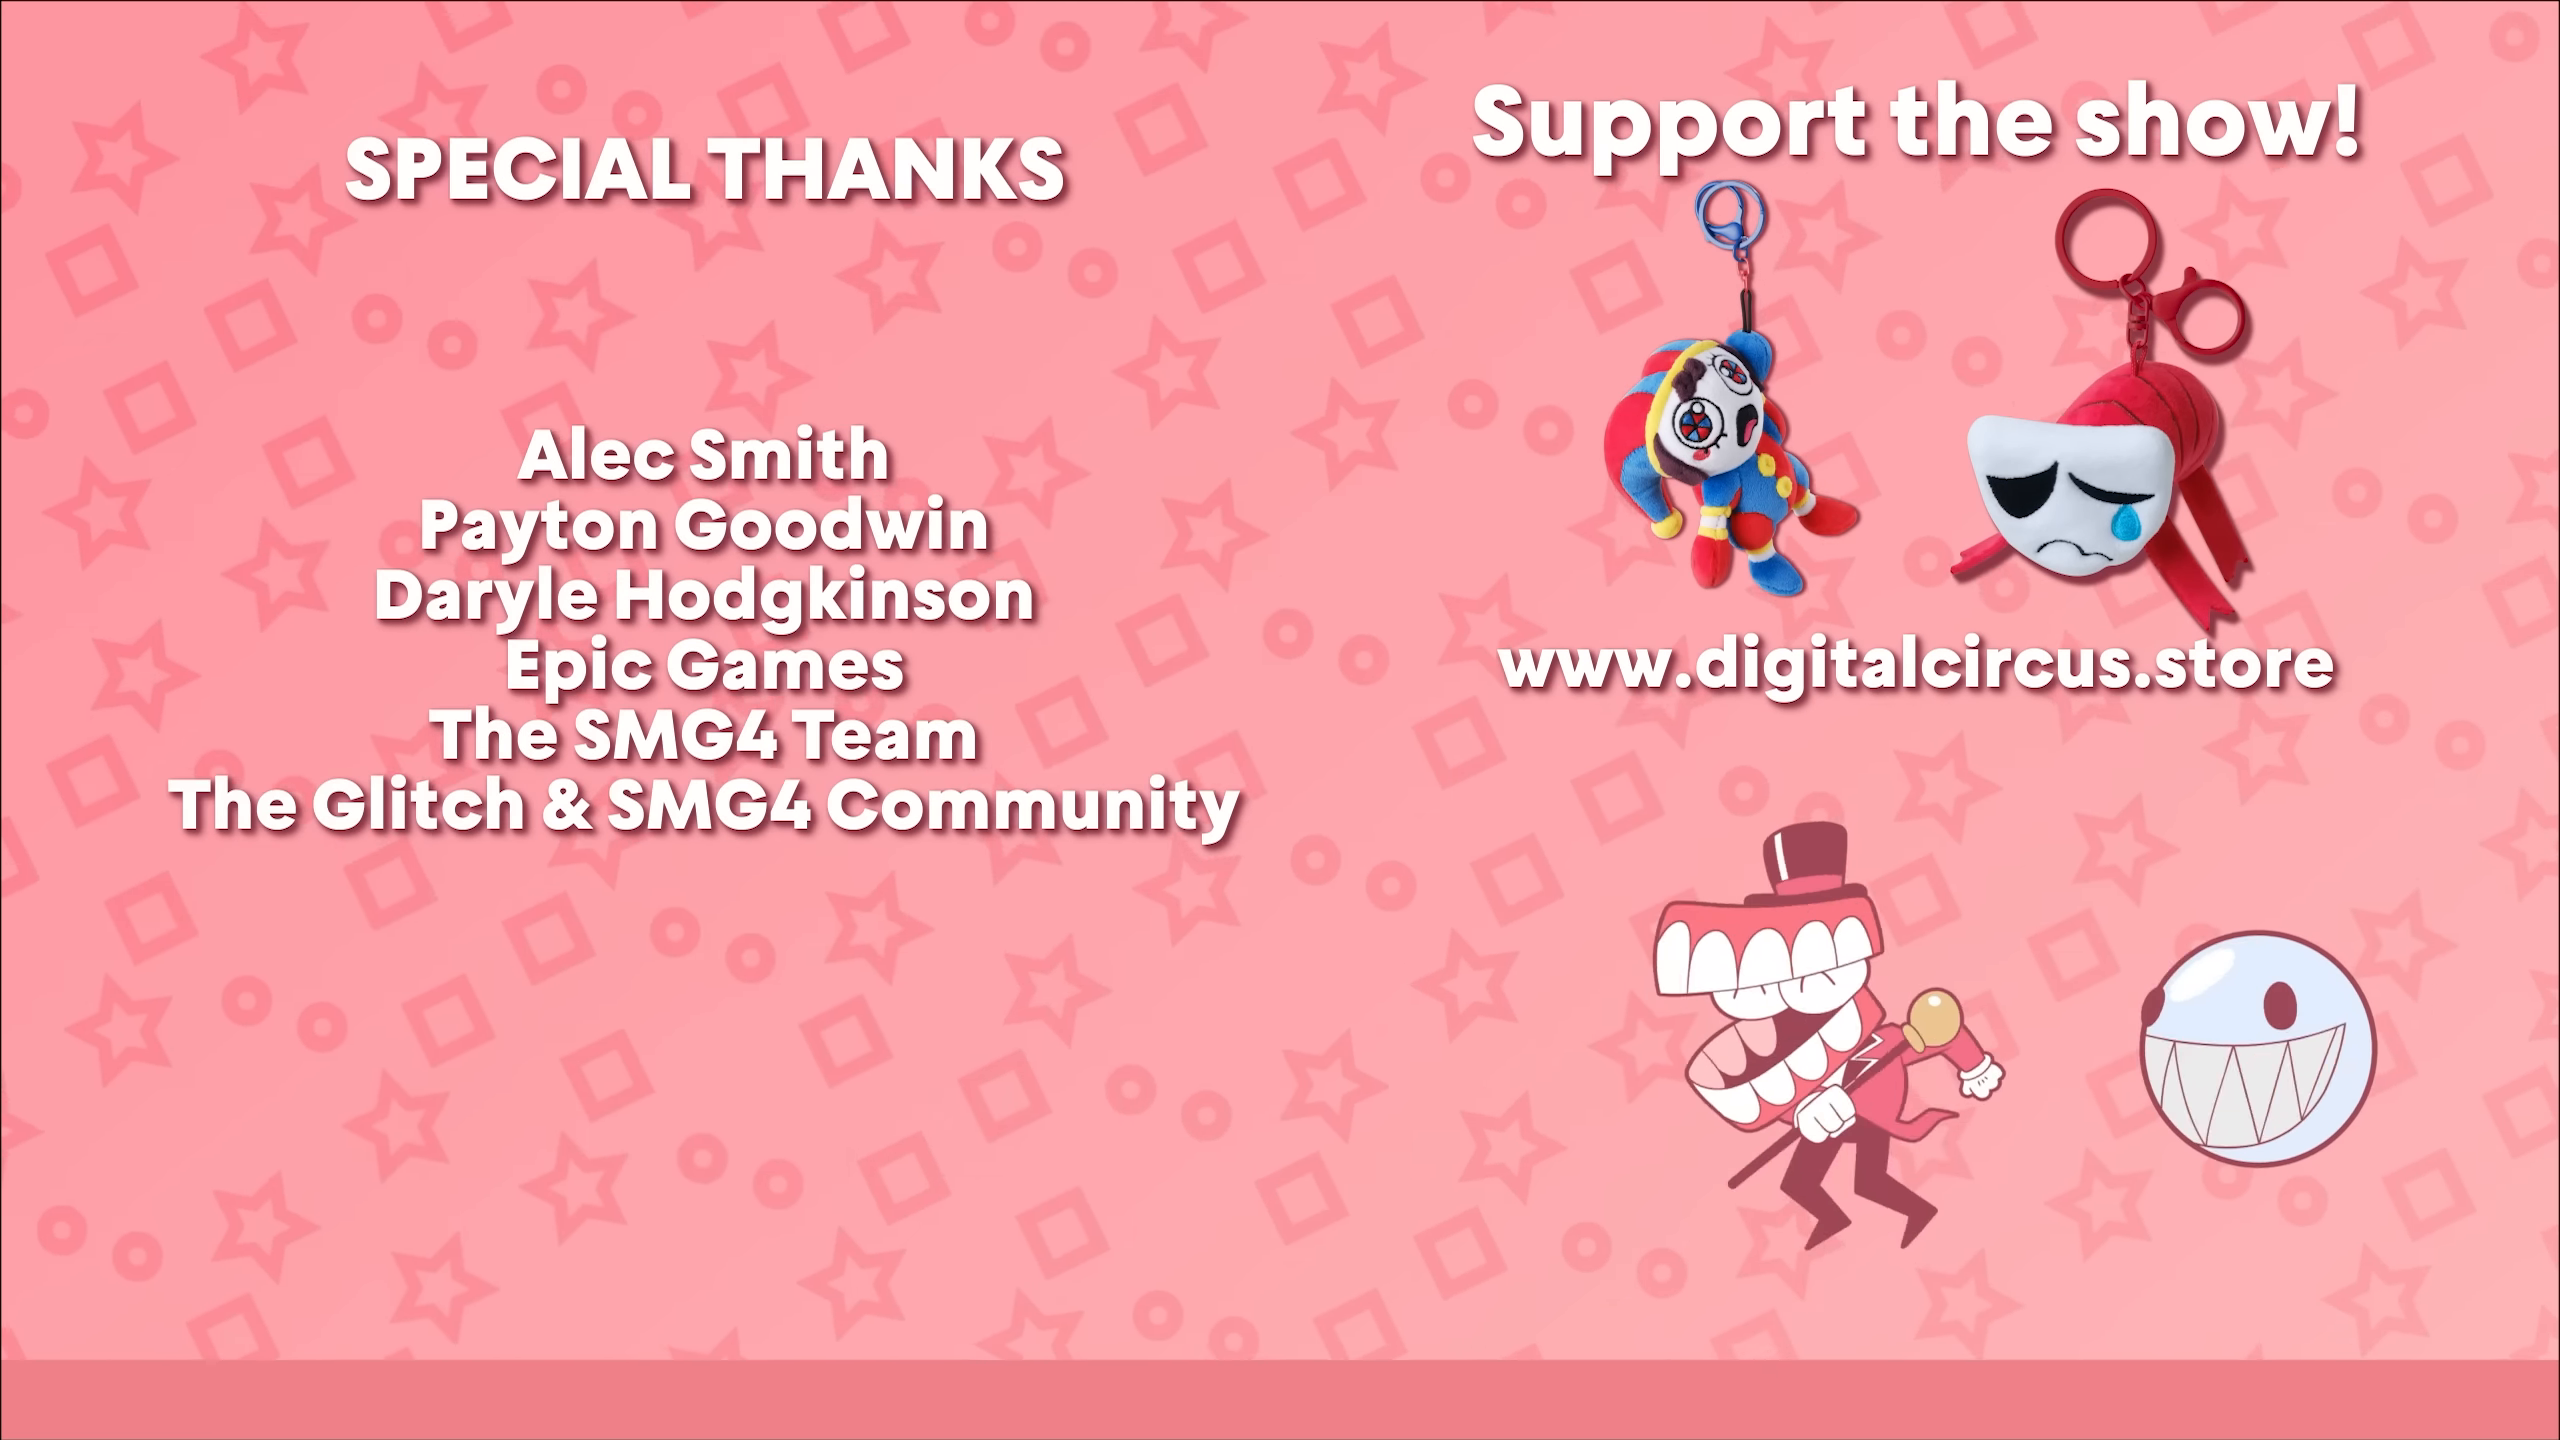 SPECIAL THANKS
Alec Smith
Payton Goodwin
Daryle Hodgkinson
Epic Games
The SMG4 Team
The Glitch & SMG4 Community
Support the show!
www.digitalcircus.store